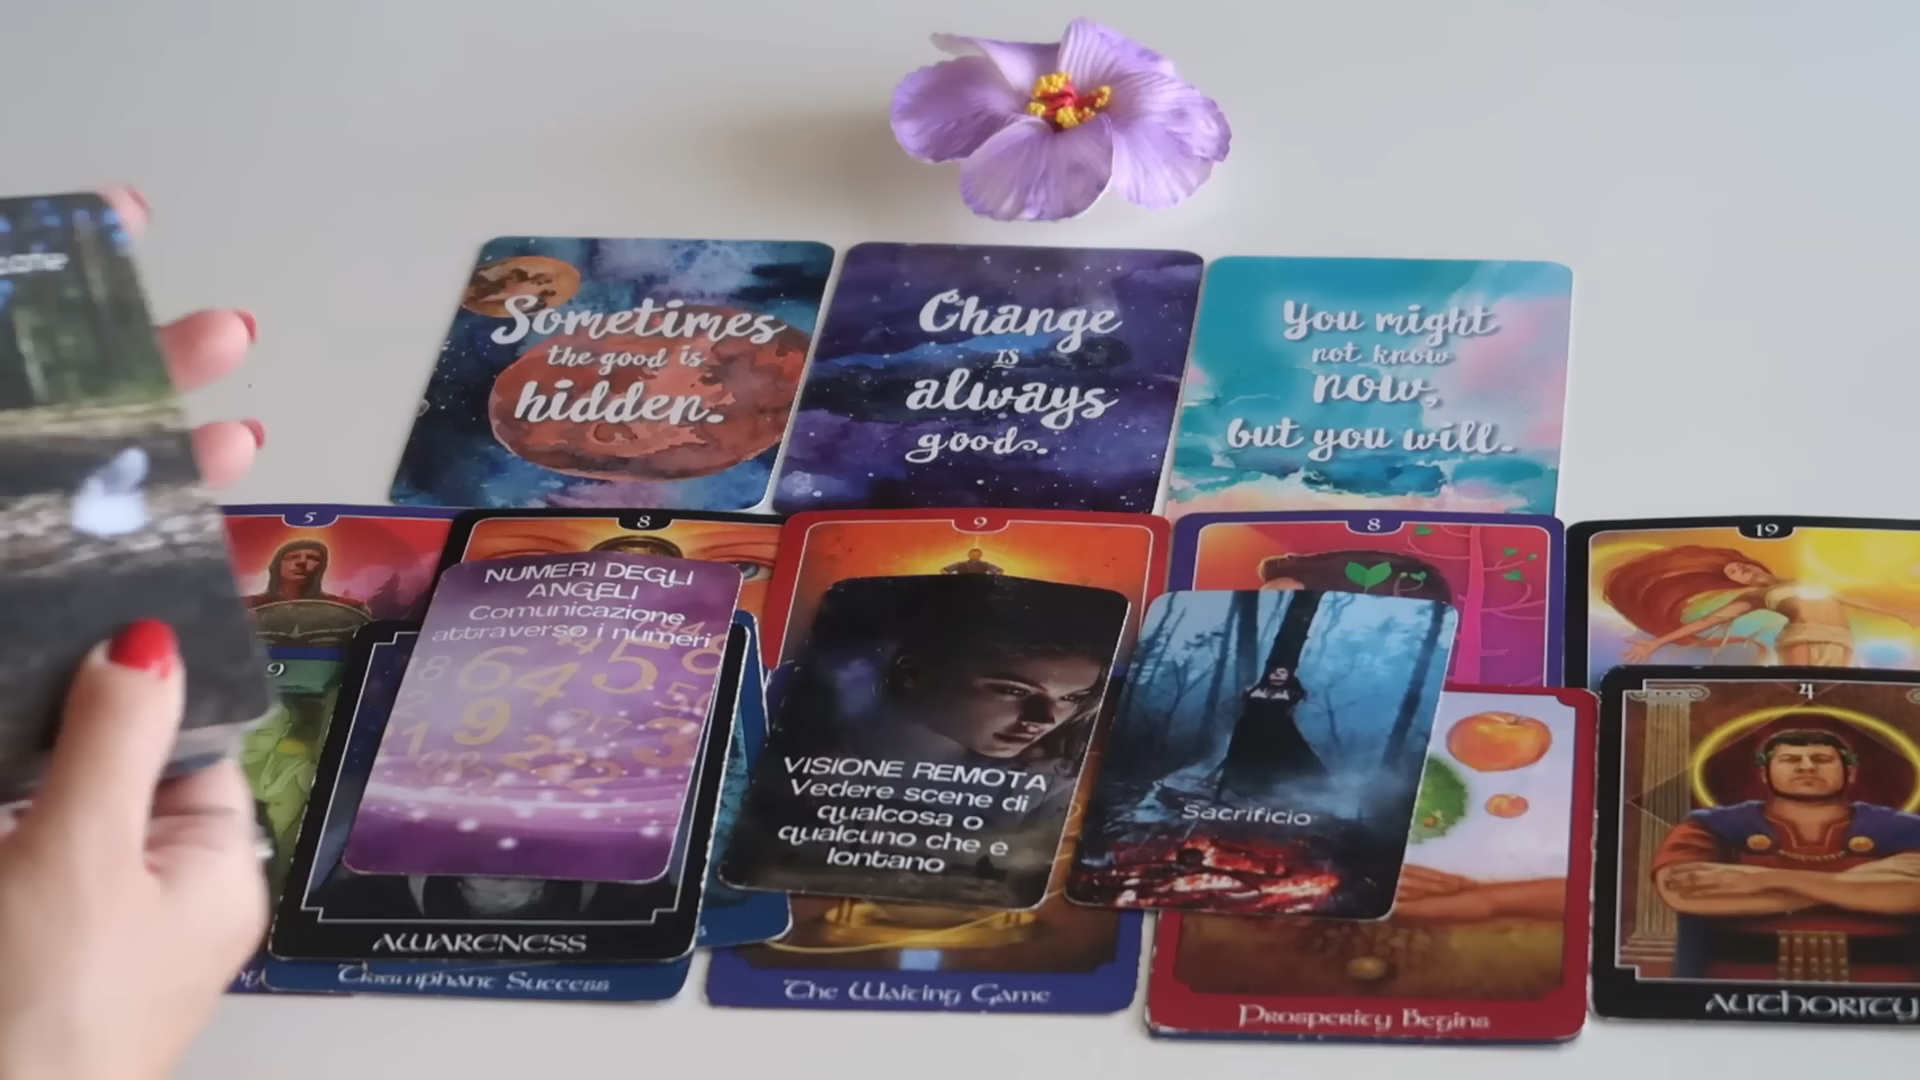 Sometimes
the good is
hidden.
Change
is
always
good.
You might
not know
now,
but you will.
5
8
9
8
19
NUMERI DEGLI
ANGELI
Comunicazione
attraverso i numeri
9
4
VISIONE REMOTA
Vedere scene di
qualcosa o
qualcuno che è
lontano
Sacrificio
AWARENESS
Triumphant Success
The Waiting Game
Prosperity Begins
AUTHORITY